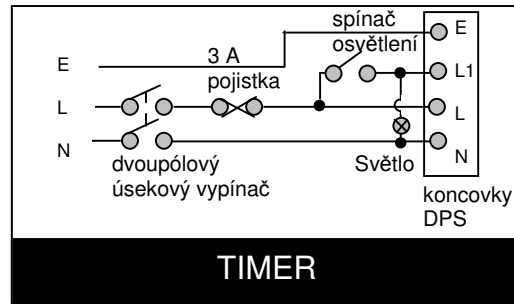 spínač
osvětlení
E
3 A
pojistka
E
L1
L
L
N
N
dvoupólový
úsekový vypínač
Světlo
koncovky
DPS
TIMER